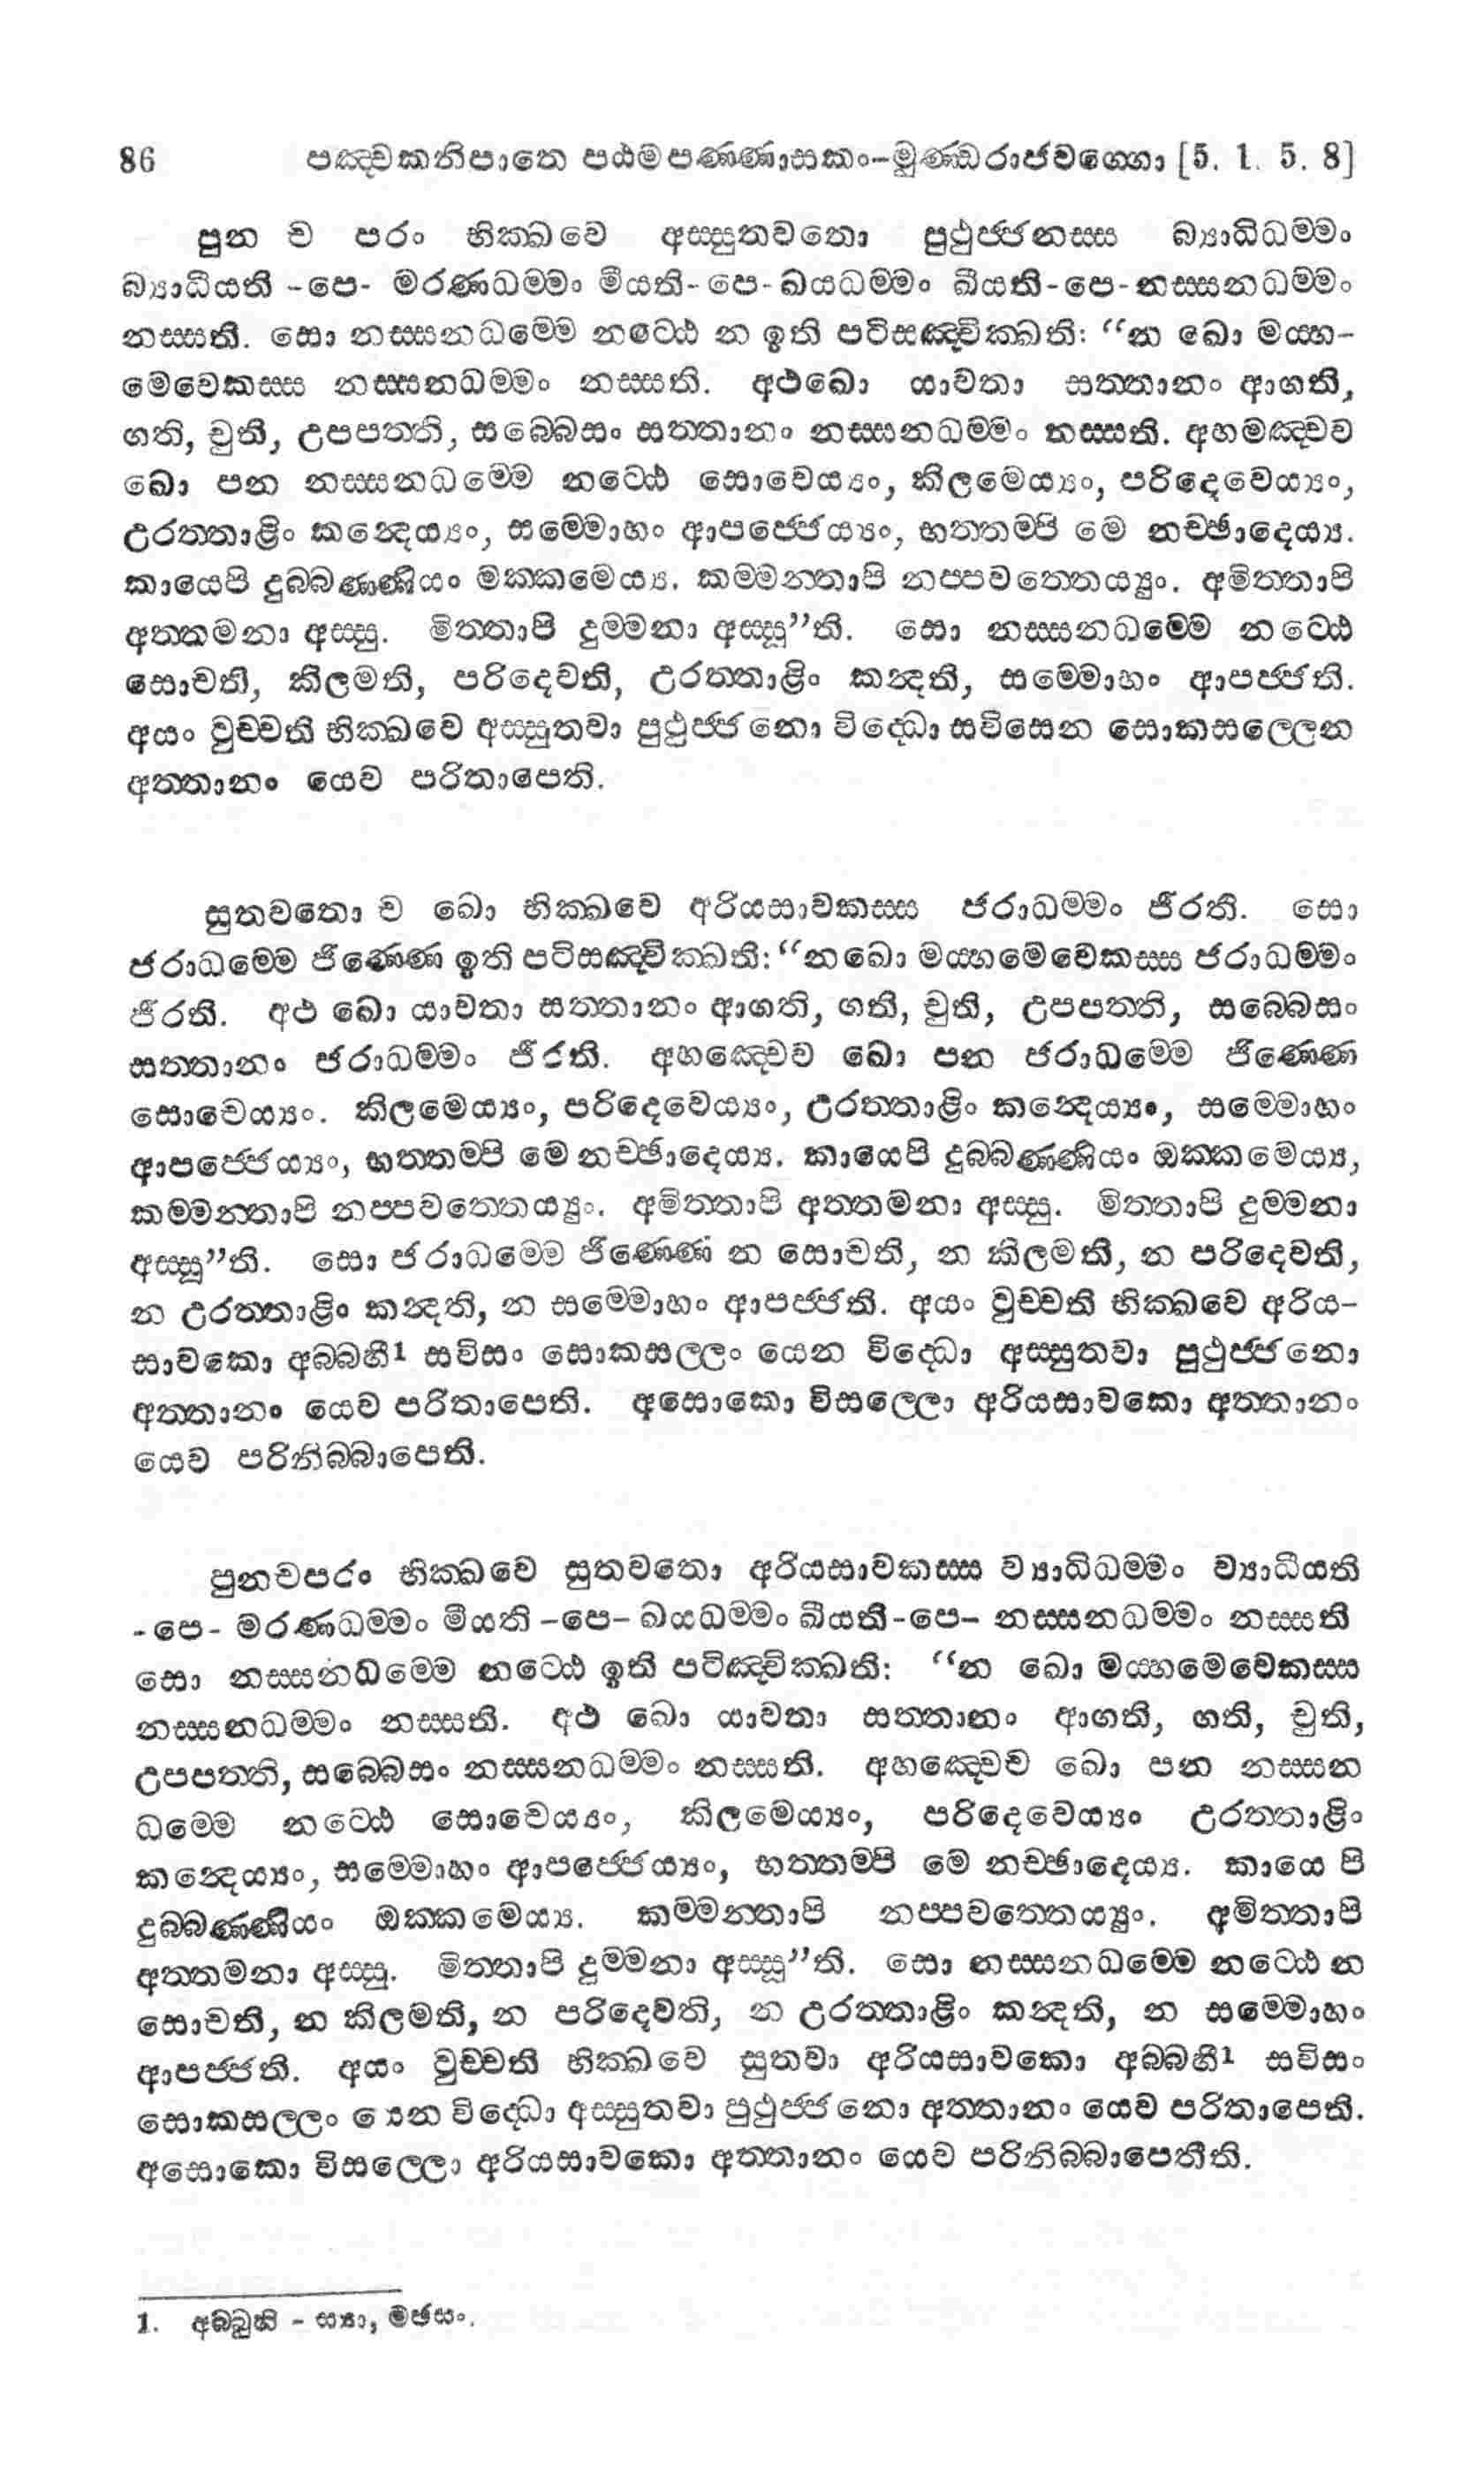 86 පඤ්චකනිපාතෙ පඨමපණ්ණාසකං-මුණ්ඩරාජවග්ගො [5. 1. 5. 8]
පුන ච පරං භික්ඛවෙ අස්සුතවතො පුථුජ්ජනස්ස බ්‍යාධිධම්මං
බ්‍යාධීයති -පෙ- මරණධම්මං මීයති-පෙ-ඛයධම්මං ඛීයති-පෙ-නස්සනධම්මං
නස්සති. සො නස්සනධම්මෙ නට්ඨෙ න ඉති පටිසඤ්චික්ඛති: “න ඛො මය්හ-
මෙවෙකස්ස නස්සනධම්මං නස්සති. අථඛො යාවතා සත්තානං ආගති,
ගති, චුති, උපපත්ති, සබ්බෙසං සත්තානං නස්සනධම්මං නස්සති. අහමඤ්චව
ඛො පන නස්සනධම්මෙ නට්ඨෙ සොචෙය්‍යං, කිලමෙය්‍යං, පරිදෙවෙය්‍යං,
උරත්තාළිං කන්දෙය්‍යං, සම්මොහං ආපජ්ජෙය්‍යං, භත්තම්පි මෙ නච්ඡාදෙය්‍ය.
කායෙපි දුබ්බණ්ණියං මක්කමෙය්‍ය. කම්මන්තාපි නප්පවත්තෙය්‍යුං. අමිත්තාපි
අත්තමනා අස්සු. මිත්තාපි දුම්මනා අස්සූ”ති. සො නස්සනධම්මෙ නට්ඨෙ
සොචති, කිලමති, පරිදෙවති, උරත්තාළිං කන්දති, සම්මොහං ආපජ්ජති.
අයං වුච්චති භික්ඛවෙ අස්සුතවා පුථුජ්ජනො විද්ධො සවිසෙන සොකසල්ලෙන
අත්තානං යෙව පරිතාපෙති.
සුතවතො ච ඛො භික්ඛවෙ අරියසාවකස්ස ජරාධම්මං ජීරති. සො
ජරාධම්මෙ ජිණ්ණෙ ඉති පටිසඤ්චික්ඛති: “නඛො මය්හමෙවෙකස්ස ජරාධම්මං
ජීරති. අථ ඛො යාවතා සත්තානං ආගති, ගති, චුති, උපපත්ති, සබ්බෙසං
සත්තානං ජරාධම්මං ජීරති. අහඤ්චෙව ඛො පන ජරාධම්මෙ ජිණ්ණෙ
සොචෙය්‍යං. කිලමෙය්‍යං, පරිදෙවෙය්‍යං, උරත්තාළිං කන්දෙය්‍යං, සම්මොහං
ආපජ්ජෙය්‍යං, භත්තම්පි මෙ නච්ඡාදෙය්‍ය. කායෙපි දුබ්බණ්ණියං ඔක්කමෙය්‍ය,
කම්මන්තාපි නප්පවත්තෙය්‍යුං. අමිත්තාපි අත්තමනා අස්සු. මිත්තාපි දුම්මනා
අස්සූ”ති. සො ජරාධම්මෙ ජිණ්ණෙ න සොචති, න කිලමති, න පරිදෙවති,
න උරත්තාළිං කන්දති, න සම්මොහං ආපජ්ජති. අයං වුච්චති භික්ඛවෙ අරිය-
සාවකො අබ්බහී1 සවිසං සොකසල්ලං යෙන විද්ධො අස්සුතවා පුථුජ්ජනො
අත්තානං යෙව පරිතාපෙති. අසොකො විසල්ලො අරියසාවකො අත්තානං
යෙව පරිනිබ්බාපෙති.
පුනචපරං භික්ඛවෙ සුතවතො අරියසාවකස්ස ව්‍යාධිධම්මං ව්‍යාධීයති
-පෙ- මරණධම්මං මීයති -පෙ- ඛයධම්මං ඛීයති-පෙ- නස්සනධම්මං නස්සති
සො නස්සනධම්මෙ නට්ඨෙ ඉති පටිඤ්චික්ඛති: “න ඛො මය්හමෙවෙකස්ස
නස්සනධම්මං නස්සති. අථ ඛො යාවතා සත්තානං ආගති, ගති, චුති,
උපපත්ති, සබ්බෙසං නස්සනධම්මං නස්සති. අහඤ්චෙව ඛො පන නස්සන
ධම්මෙ නට්ඨෙ සොචෙය්‍යං, කිලමෙය්‍යං, පරිදෙවෙය්‍යං උරත්තාළිං
කන්දෙය්‍යං, සම්මොහං ආපජ්ජෙය්‍යං, භත්තම්පි මෙ නච්ඡාදෙය්‍ය. කායෙ පි
දුබ්බණ්ණියං ඔක්කමෙය්‍ය. කම්මන්තාපි නප්පවත්තෙය්‍යුං. අමිත්තාපි
අත්තමනා අස්සු. මිත්තාපි දුම්මනා අස්සූ”ති. සො නස්සනධම්මෙ නට්ඨෙ න
සොචති, න කිලමති, න පරිදෙවති, න උරත්තාළිං කන්දති, න සම්මොහං
ආපජ්ජති. අයං වුච්චති භික්ඛවෙ සුතවා අරියසාවකො අබ්බහී1 සවිසං
සොකසල්ලං යෙන විද්ධො අස්සුතවා පුථුජ්ජනො අත්තානං යෙව පරිතාපෙති.
අසොකො විසල්ලො අරියසාවකො අත්තානං යෙව පරිනිබ්බාපෙතීති.
1. අබ්බුහි - ස්‍යා, මඡසං.